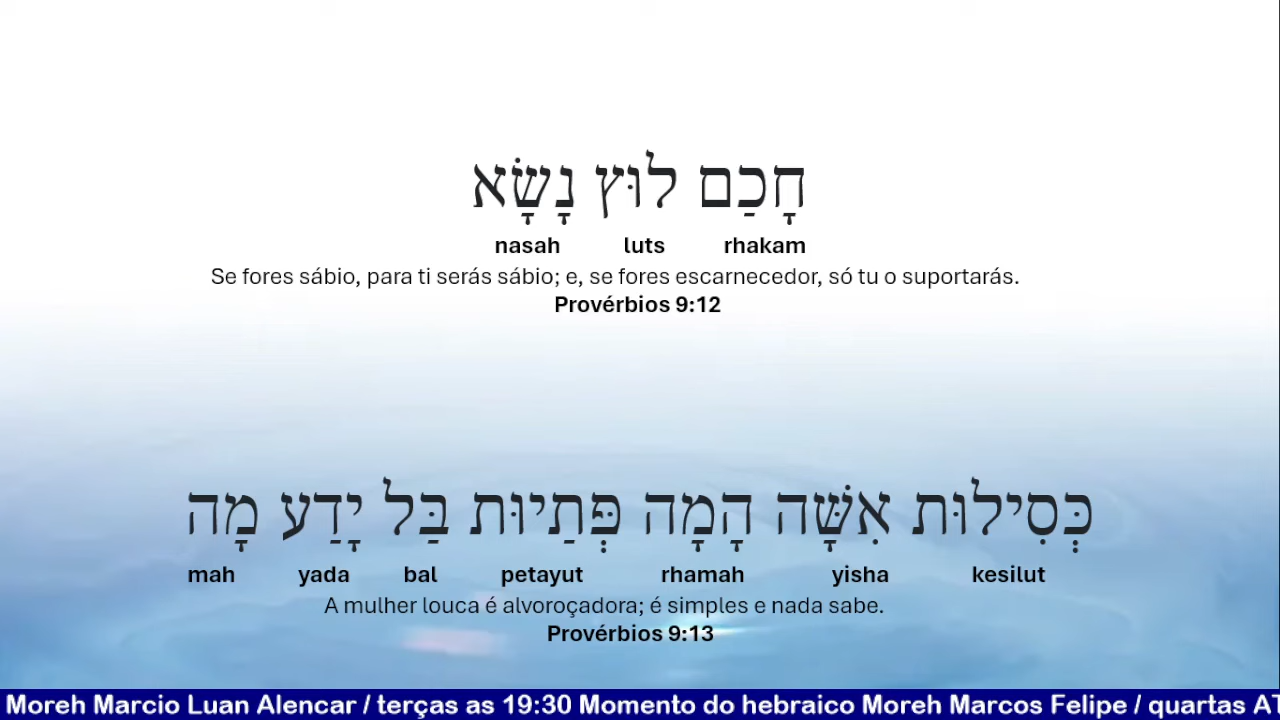 חָכַם לוּץ נָשָׂא
nasah luts rhakam
Se fores sábio, para ti serás sábio; e, se fores escarnecedor, só tu o suportarás.
Provérbios 9:12
כְּסִילוּת אִשָּׁה הָמָה פְּתַיוּת בַּל יָדַע מָה
mah yada bal petayut rhamah yisha kesilut
A mulher louca é alvoroçadora; é simples e nada sabe.
Provérbios 9:13
Moreh Marcio Luan Alencar / terças as 19:30 Momento do hebraico Moreh Marcos Felipe / quartas